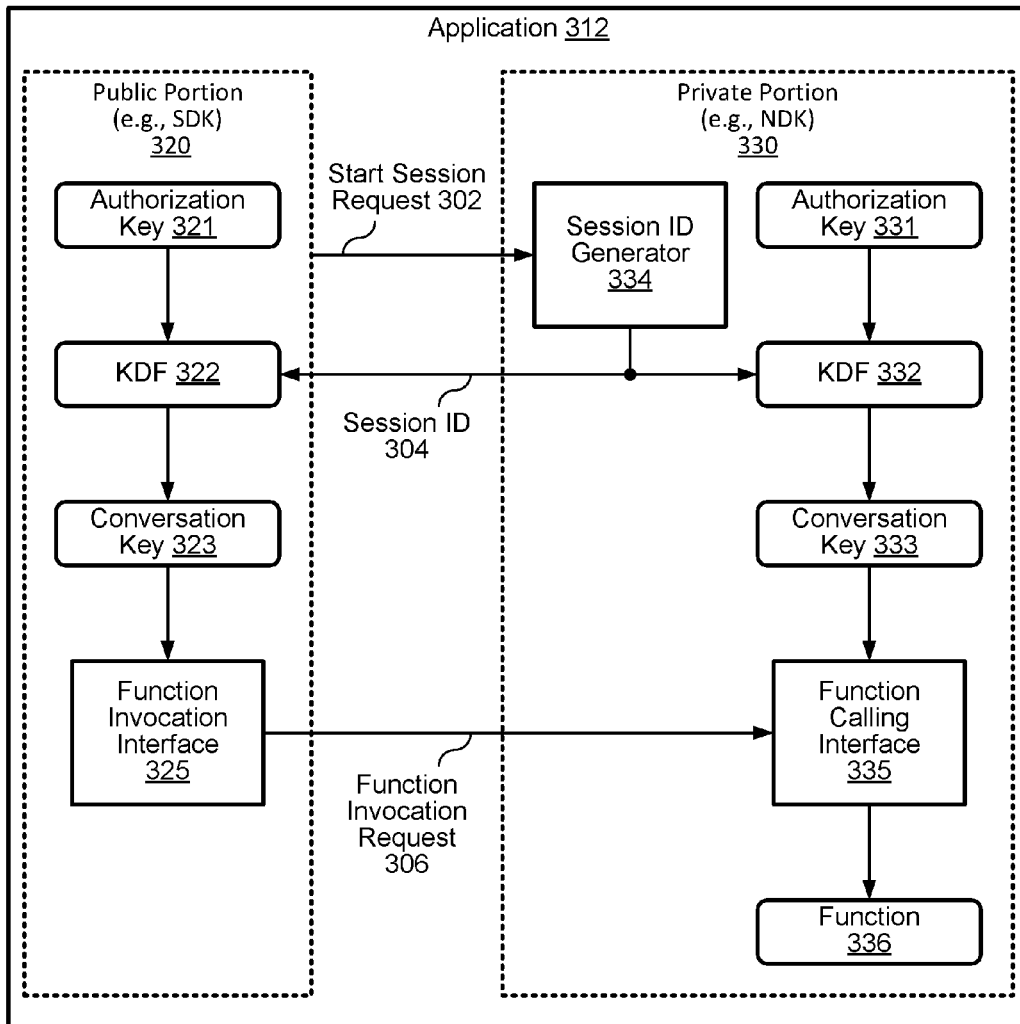 Application 312
Public Portion
(e.g., SDK)
320
Private Portion
(e.g., NDK)
330
Authorization
Key 321
Start Session
Request 302
Session ID
Generator
334
Authorization
Key 331
KDF 322
KDF 332
Session ID
304
Conversation
Key 323
Conversation
Key 333
Function
Invocation
Interface
325
Function
Calling
Interface
335
Function
Invocation
Request
306
Function
336